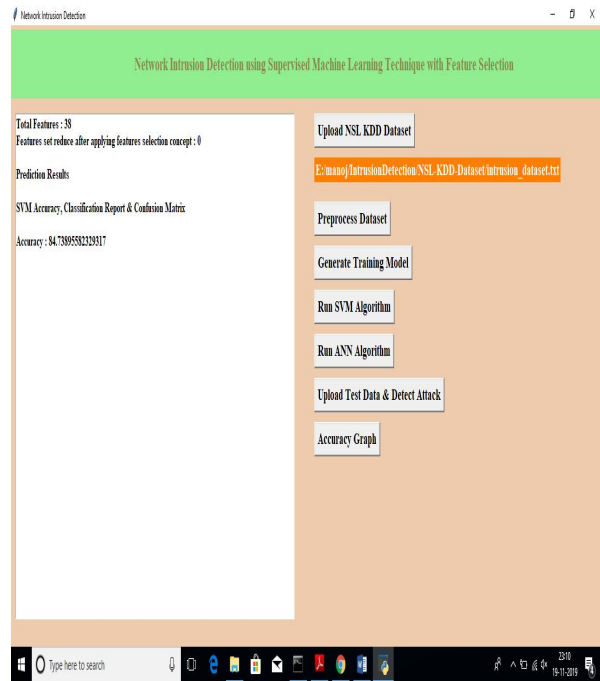 Network Intrusion Detection
Network Intrusion Detection using Supervised Machine Learning Technique with Feature Selection
Total Features : 38
Features set reduce after applying features selection concept : 0
Prediction Results
SVM Accuracy, Classification Report & Confusion Matrix
Accuracy : 84.73895582329317
Upload NSL KDD Dataset
E:/manoj/IntrusionDetection/NSL-KDD-Dataset/intrusion_dataset.txt
Preprocess Dataset
Generate Training Model
Run SVM Algorithm
Run ANN Algorithm
Upload Test Data & Detect Attack
Accuracy Graph
Type here to search
23:10
19-11-2019